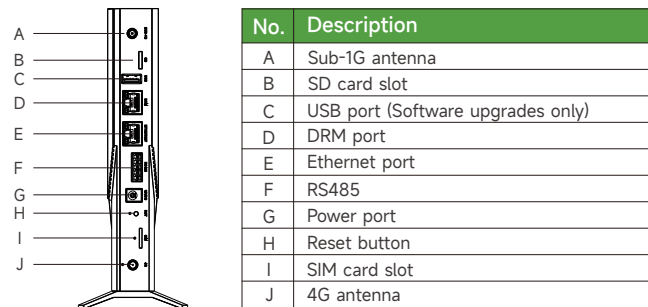 A
B
C
D
E
F
G
H
I
J
No. Description
A Sub-1G antenna
B SD card slot
C USB port (Software upgrades only)
D DRM port
E Ethernet port
F RS485
G Power port
H Reset button
I SIM card slot
J 4G antenna